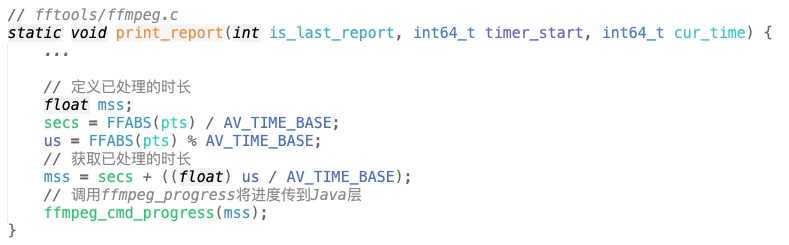 // fftools/ffmpeg.c
static void print_report(int is_last_report, int64_t timer_start, int64_t cur_time) {
...
// 定义已处理的时长
float mss;
secs = FFABS(pts) / AV_TIME_BASE;
us = FFABS(pts) % AV_TIME_BASE;
// 获取已处理的时长
mss = secs + ((float) us / AV_TIME_BASE);
// 调用ffmpeg_progress将进度传到Java层
ffmpeg_cmd_progress(mss);
}